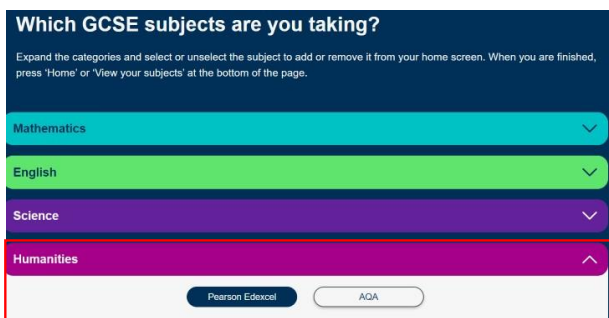 Which GCSE subjects are you taking?
Expand the categories and select or unselect the subject to add or remove it from your home screen. When you are finished,
press 'Home' or 'View your subjects' at the bottom of the page.
Mathematics
English
Science
Humanities
Pearson Edexcel AQA